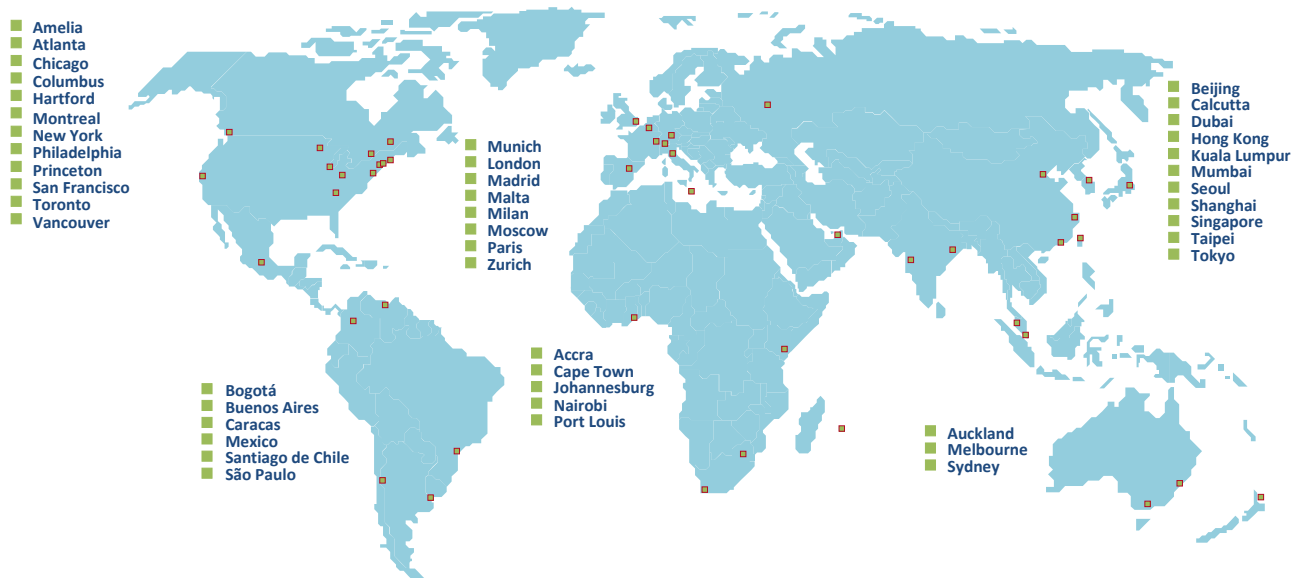 Amelia
Atlanta
Chicago
Columbus
Hartford
Montreal
New York
Philadelphia
Princeton
San Francisco
Toronto
Vancouver
Munich
London
Madrid
Malta
Milan
Moscow
Paris
Zurich
Beijing
Calcutta
Dubai
Hong Kong
Kuala Lumpur
Mumbai
Seoul
Shanghai
Singapore
Taipei
Tokyo
Bogotá
Buenos Aires
Caracas
Mexico
Santiago de Chile
São Paulo
Accra
Cape Town
Johannesburg
Nairobi
Port Louis
Auckland
Melbourne
Sydney